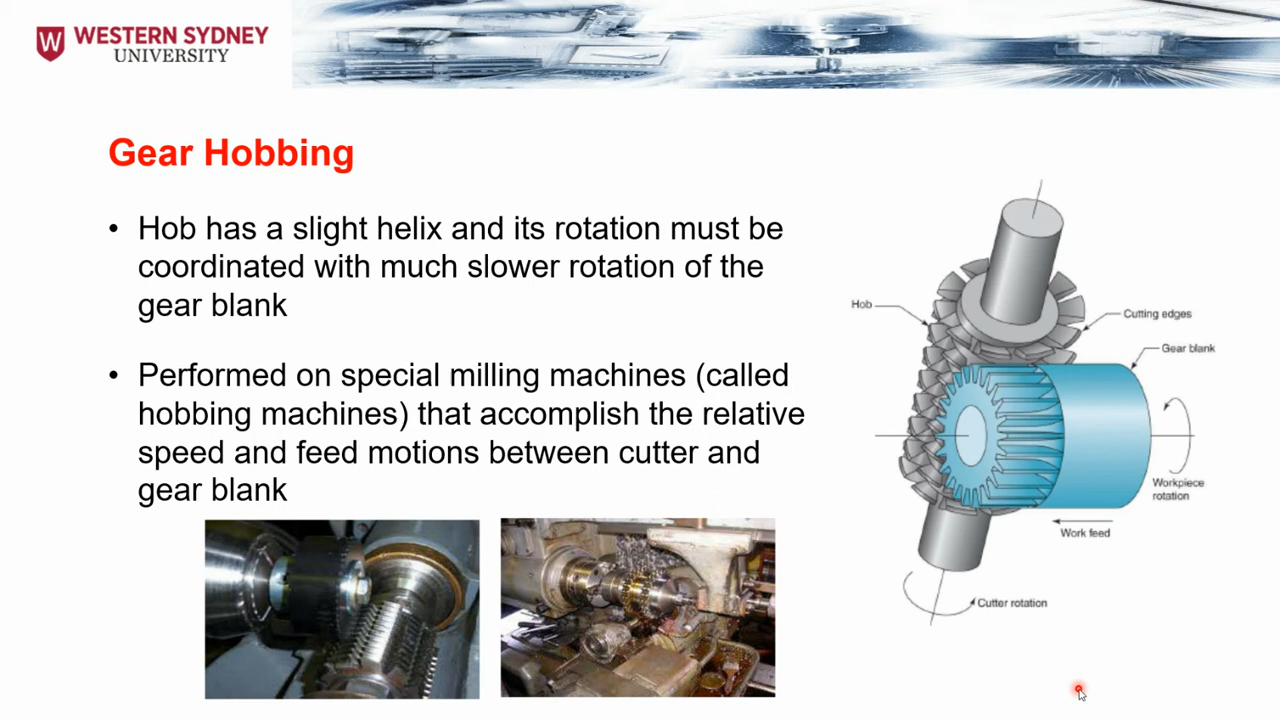 WESTERN SYDNEY
UNIVERSITY
Gear Hobbing
• Hob has a slight helix and its rotation must be
coordinated with much slower rotation of the
gear blank
• Performed on special milling machines (called
hobbing machines) that accomplish the relative
speed and feed motions between cutter and
gear blank
Hob
Cutting edges
Gear blank
Workpiece
rotation
Work feed
Cutter rotation